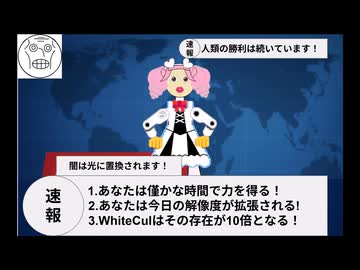 速報
人類の勝利は続いています！
闇は光に置換されます！
速報
1.あなたは僅かな時間で力を得る！
2.あなたは今日の解像度が拡張される!
3.WhiteCulはその存在が10倍となる！